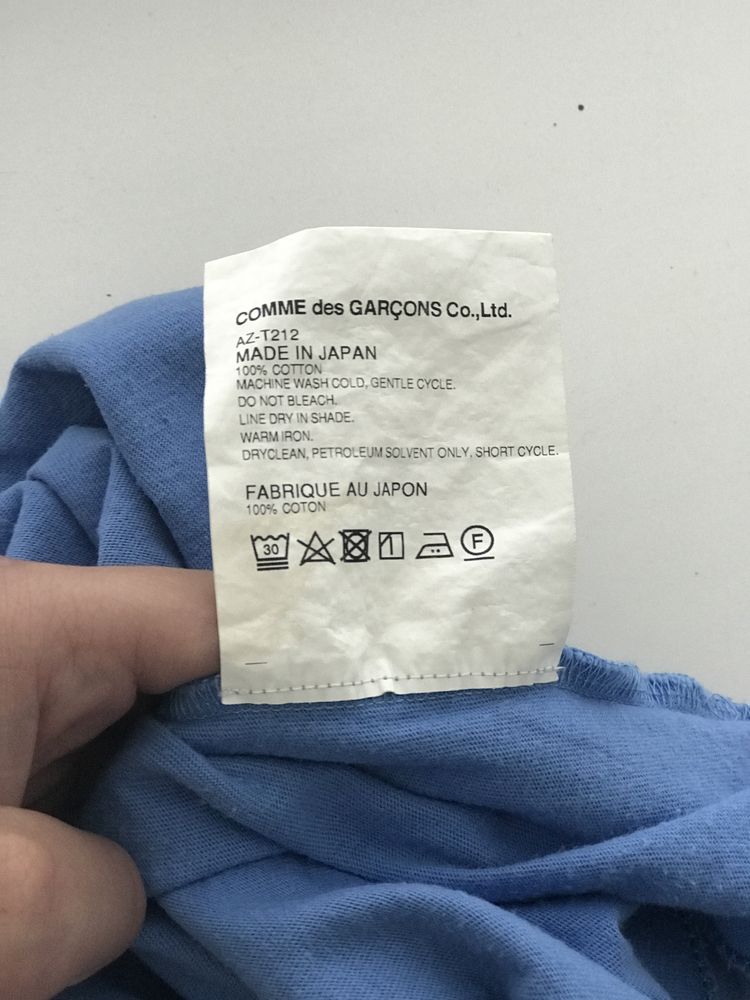 COMME des GARÇONS Co.,Ltd.
AZ-T212
MADE IN JAPAN
100% COTTON
MACHINE WASH COLD, GENTLE CYCLE.
DO NOT BLEACH.
LINE DRY IN SHADE.
WARM IRON.
DRYCLEAN, PETROLEUM SOLVENT ONLY, SHORT CYCLE.
FABRIQUE AU JAPON
100% COTON
30 F